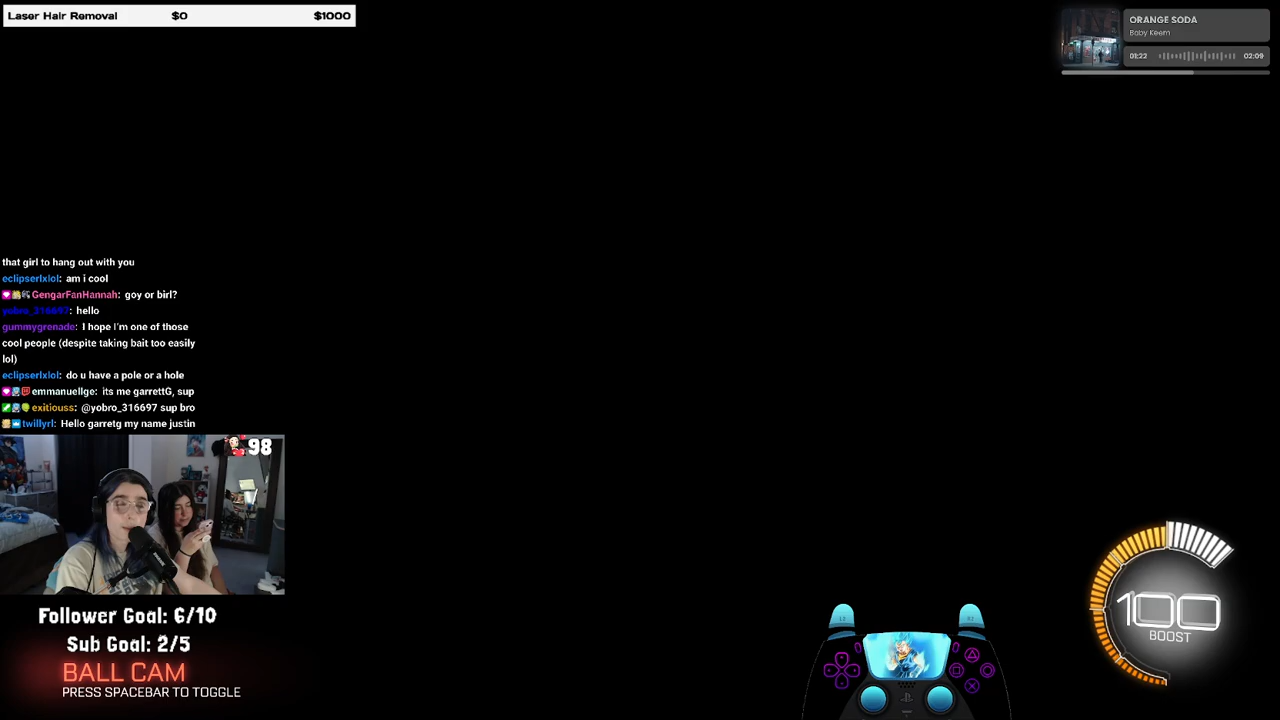 Laser Hair Removal $0 $1000
ORANGE SODA
Baby Keem
01:22 02:09
that girl to hang out with you
eclipserlxlol: am i cool
GengarFanHannah: goy or birl?
yobro_316697: hello
gummygrenade: I hope I'm one of those
cool people (despite taking bait too easily
lol)
eclipserlxlol: do u have a pole or a hole
emmanuellge: its me garrettG, sup
exitiouss: @yobro_316697 sup bro
twillyrl: Hello garretg my name justin
98
Follower Goal: 6/10
Sub Goal: 2/5
BALL CAM
PRESS SPACEBAR TO TOGGLE
100
BOOST